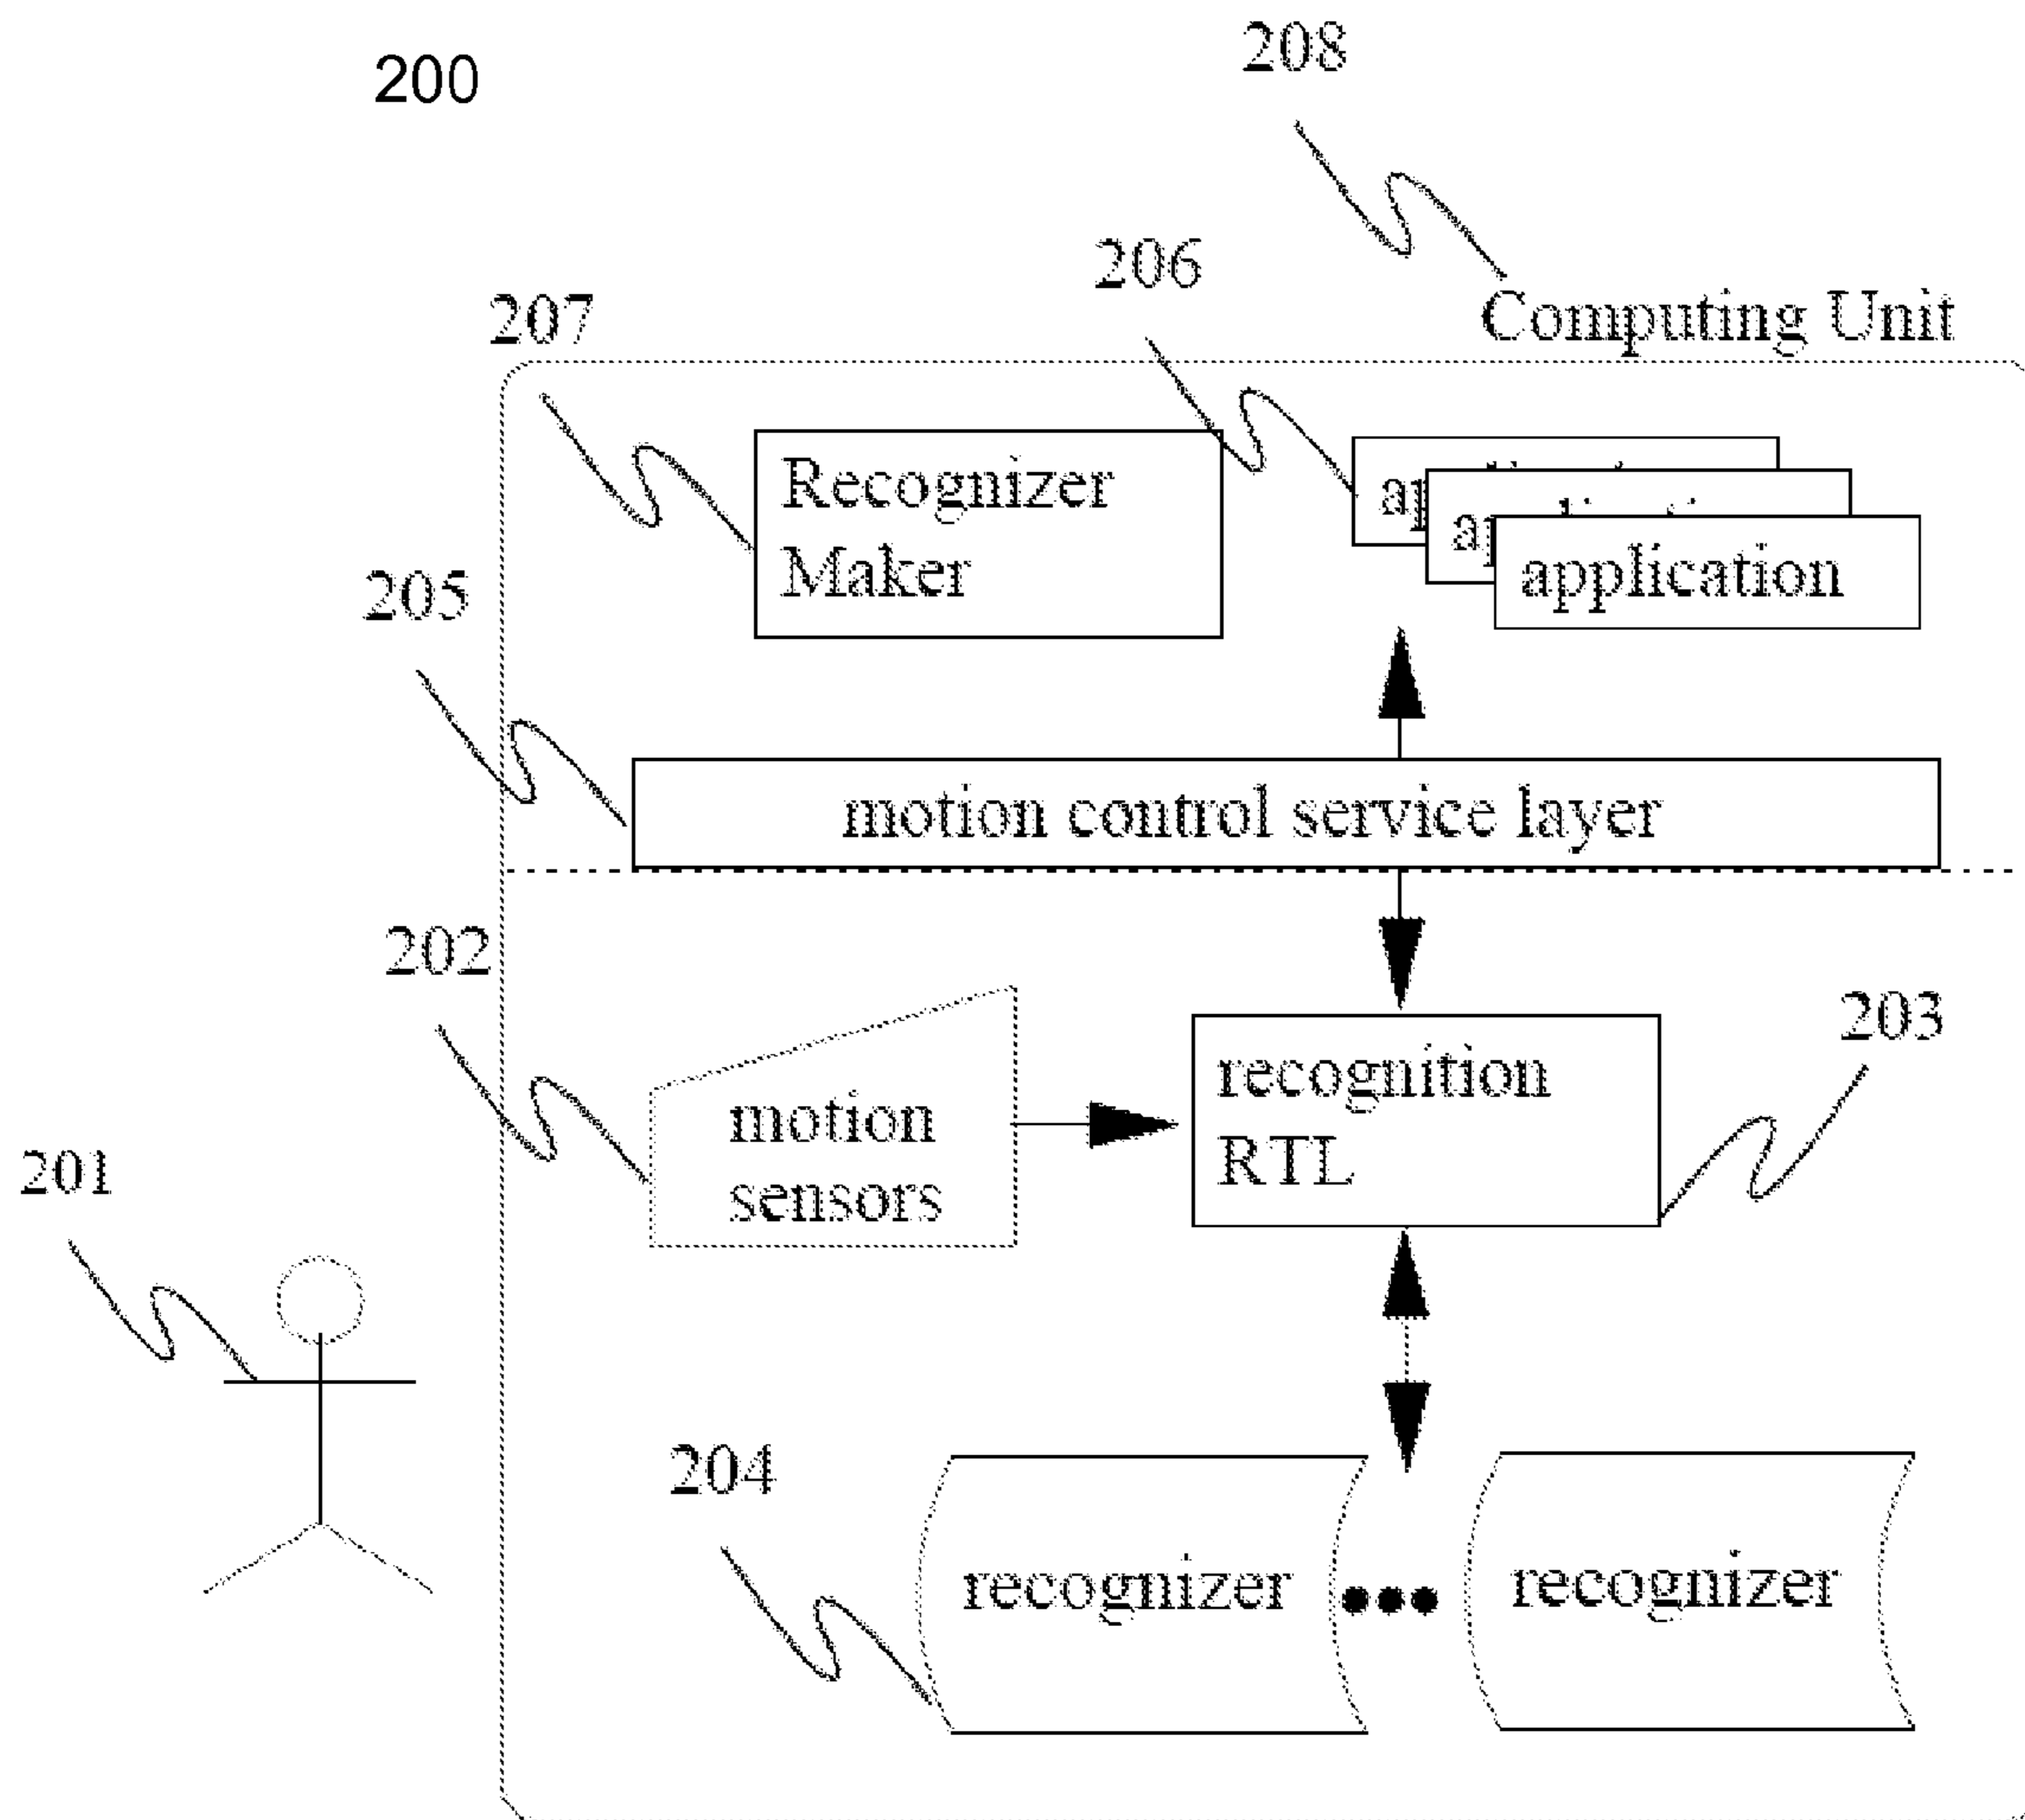 200
208
206
207
Computing Unit
Recognizer
Maker
application
205
motion control service layer
202
203
motion
sensors
recognition
RTL
201
204
recognizer
recognizer